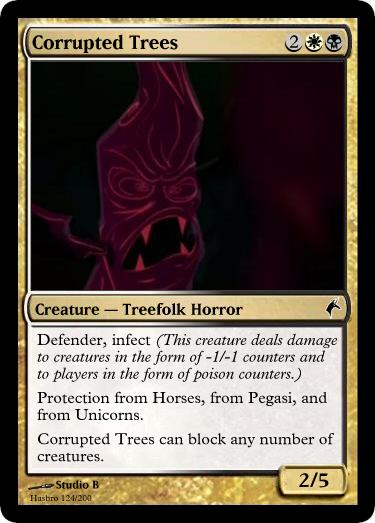 Corrupted Trees 2
Creature — Treefolk Horror
Defender, infect (This creature deals damage
to creatures in the form of -1/-1 counters and
to players in the form of poison counters.)
Protection from Horses, from Pegasi, and
from Unicorns.
Corrupted Trees can block any number of
creatures.
Studio B
Hasbro 124/200
2/5